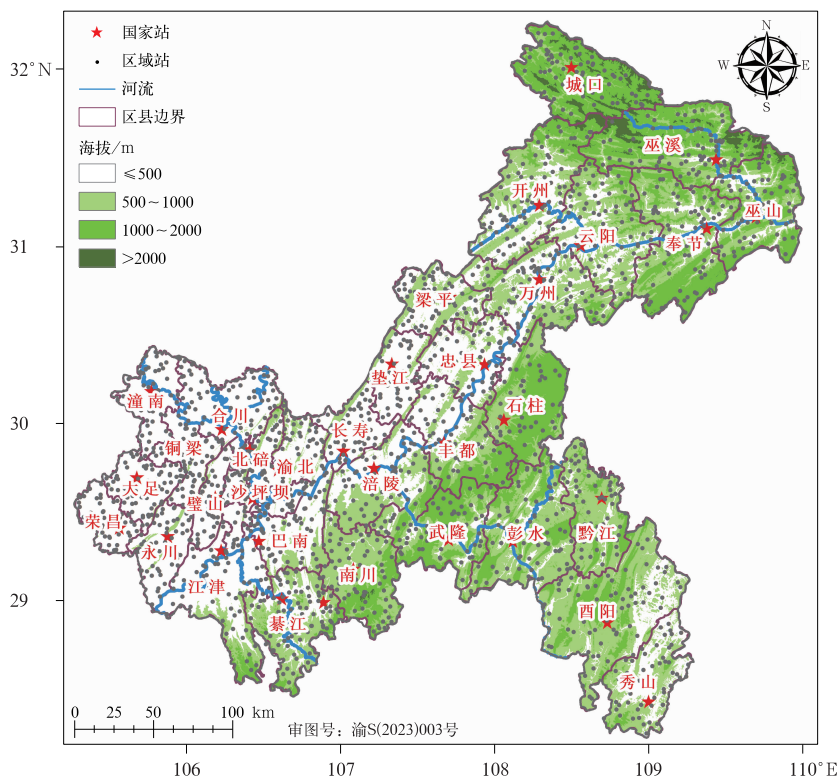 国家站
区域站
河流
区县边界
海拔/m
≤500
500~1000
1000~2000
>2000
N
W E
S
32°N
31
30
29
106 107 108 109 110°E
城口
巫溪
开州
巫山
云阳
奉节
万州
梁平
忠县
垫江
石柱
潼南
合川
长寿
铜梁
北碚
渝北
丰都
涪陵
大足
璧山
沙坪坝
荣昌
永川
巴南
武隆
彭水
黔江
江津
南川
綦江
酉阳
秀山
0 25 50 100 km
审图号：渝S(2023)003号